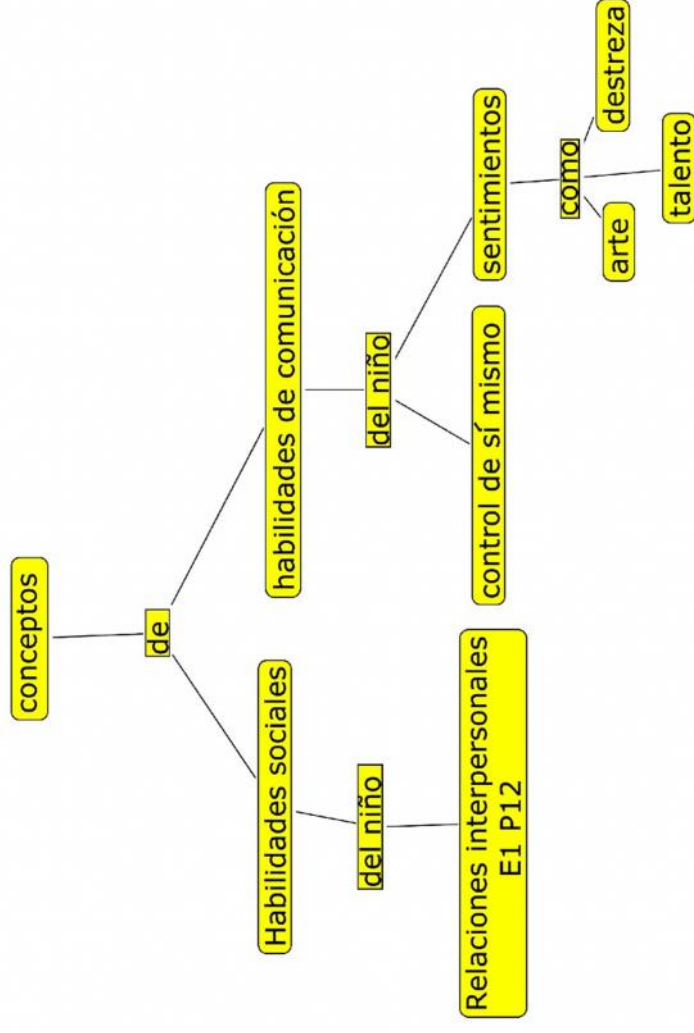 conceptos
de
Habilidades sociales
habilidades de comunicación
del niño
del niño
Relaciones interpersonales
E1 P12
control de sí mismo
sentimientos
como
arte
talento
destreza